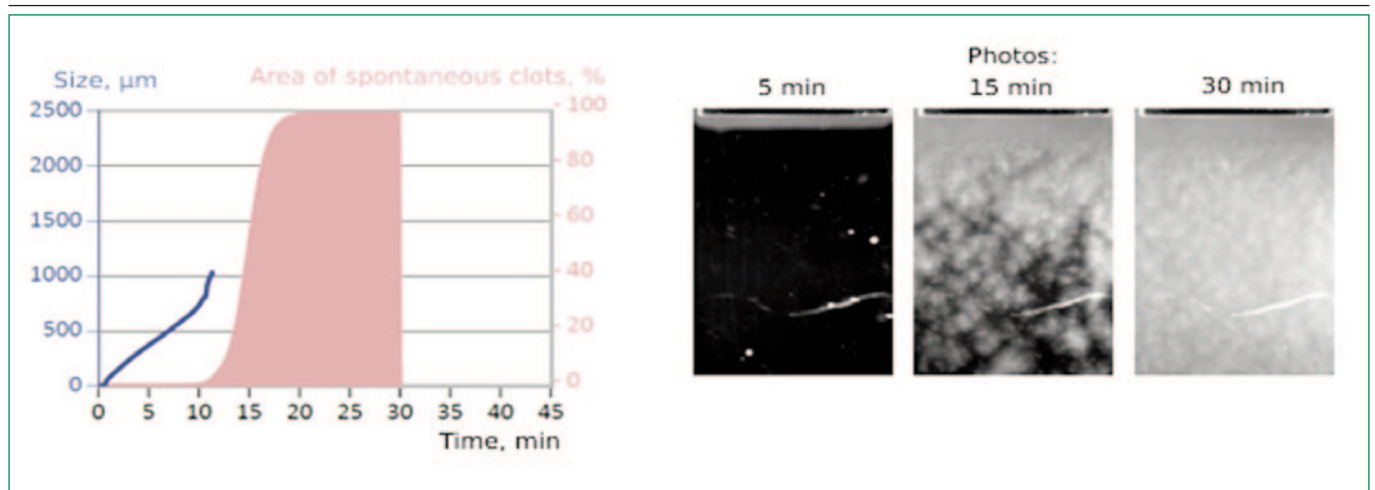 Size, µm
Area of spontaneous clots, %
2500
2000
1500
1000
500
0
100
80
60
40
20
0
0 5 10 15 20 25 30 35 40 45
Time, min
Photos:
5 min 15 min 30 min